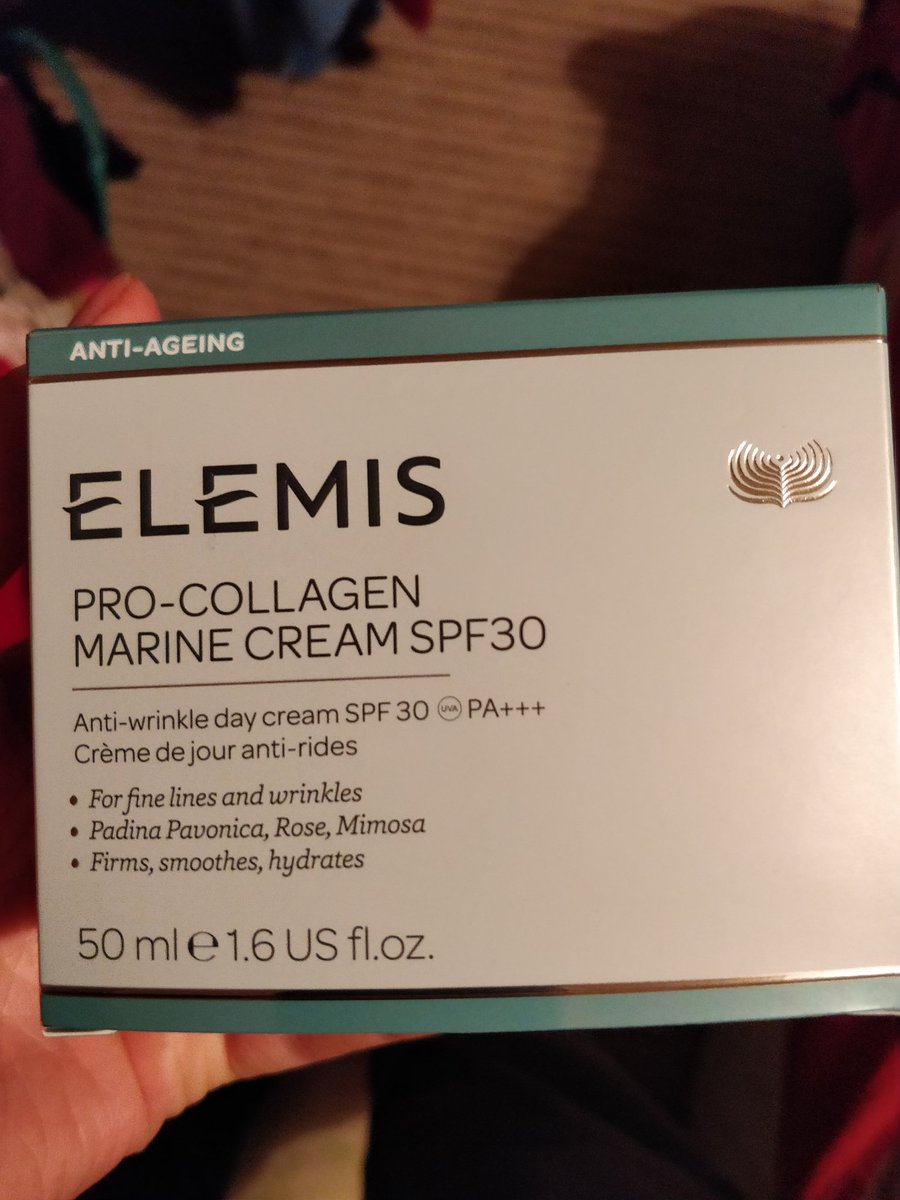 ANTI-AGEING
ELEMIS
PRO-COLLAGEN
MARINE CREAM SPF30
Anti-wrinkle day cream SPF 30 UVA PA+++
Crème de jour anti-rides
• For fine lines and wrinkles
• Padina Pavonica, Rose, Mimosa
• Firms, smoothes, hydrates
50 ml ℮ 1.6 US fl.oz.